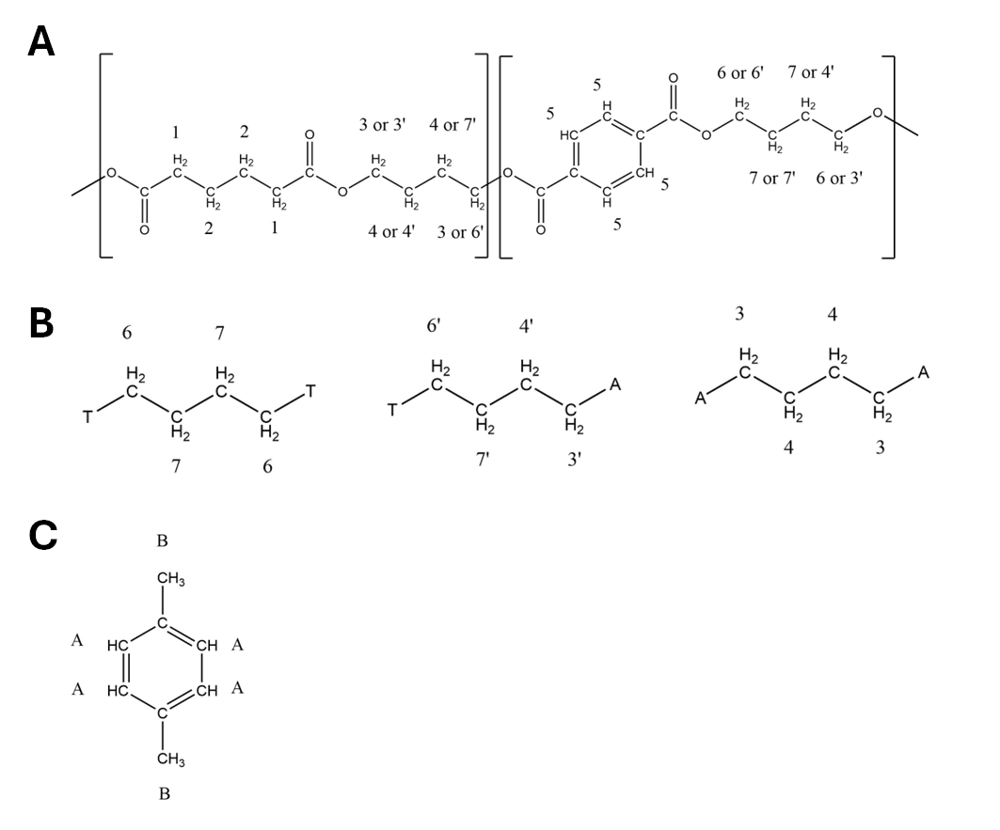 A
5 O 6 or 6' 7 or 4'
5 H C H₂ C H₂ C O
1 2 O 3 or 3' 4 or 7' HC C O C H₂ C H₂
H₂ C H₂ C C H₂ C H₂ C O CH 7 or 7' 6 or 3'
O C C H₂ C H₂ O C H₂ C H₂ C C H 5
O 2 1 4 or 4' 3 or 6' O 5
B
6 7 6' 4' 3 4
H₂ C H₂ C T H₂ C H₂ C A H₂ C H₂ C A
T C H₂ C H₂ T C H₂ C H₂ A C H₂ C H₂
7 6 7' 3' 4 3
C
B
CH₃
C
A HC CH A
A HC CH A
C
CH₃
B